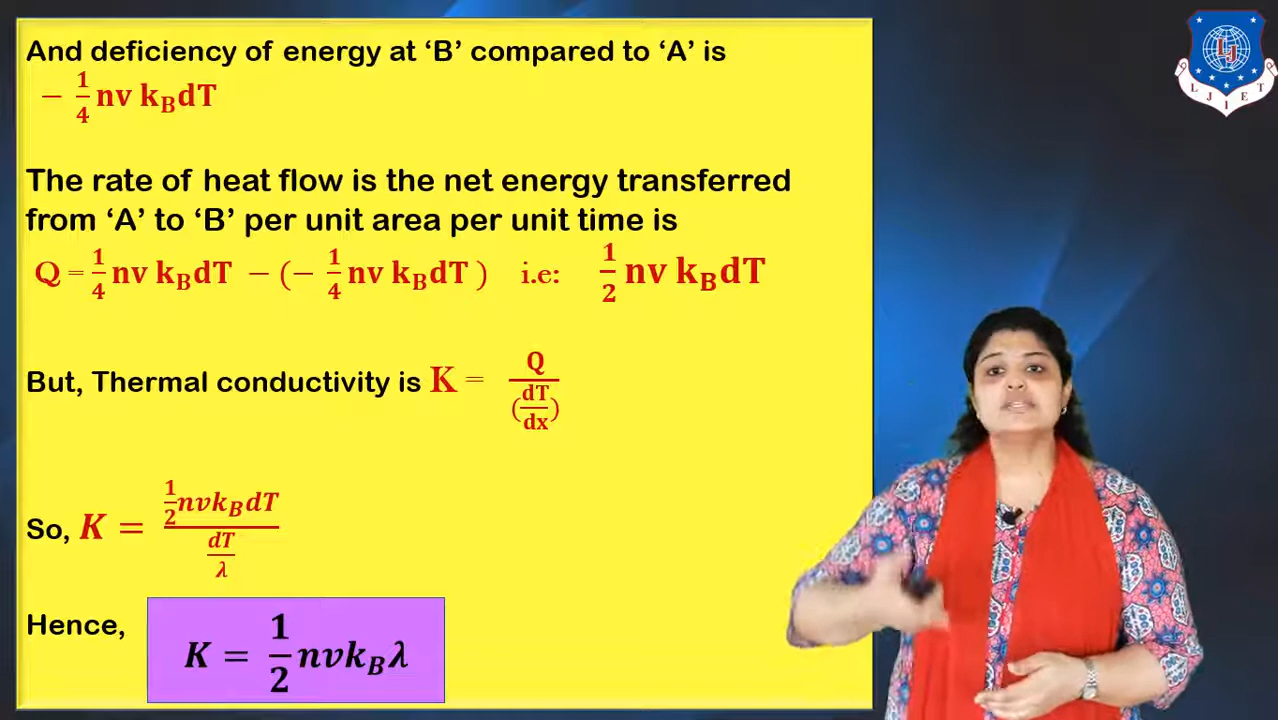 And deficiency of energy at ‘B’ compared to ‘A’ is
− 1/4 nv k_B dT
The rate of heat flow is the net energy transferred
from ‘A’ to ‘B’ per unit area per unit time is
Q = 1/4 nv k_B dT − (− 1/4 nv k_B dT ) i.e: 1/2 nv k_B dT
But, Thermal conductivity is K = Q/(dT/dx)
So, K = (1/2 nvk_B dT)/(dT/λ)
Hence,
K = 1/2 nvk_B λ
LJ
LJIET